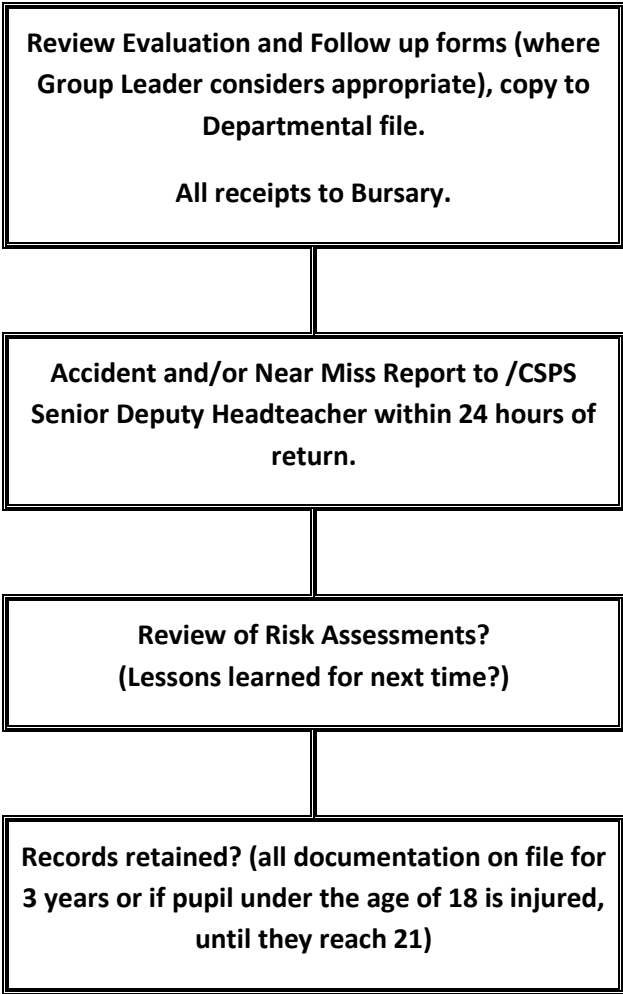 Review Evaluation and Follow up forms (where
Group Leader considers appropriate), copy to
Departmental file.
All receipts to Bursary.
Accident and/or Near Miss Report to /CSPS
Senior Deputy Headteacher within 24 hours of
return.
Review of Risk Assessments?
(Lessons learned for next time?)
Records retained? (all documentation on file for
3 years or if pupil under the age of 18 is injured,
until they reach 21)